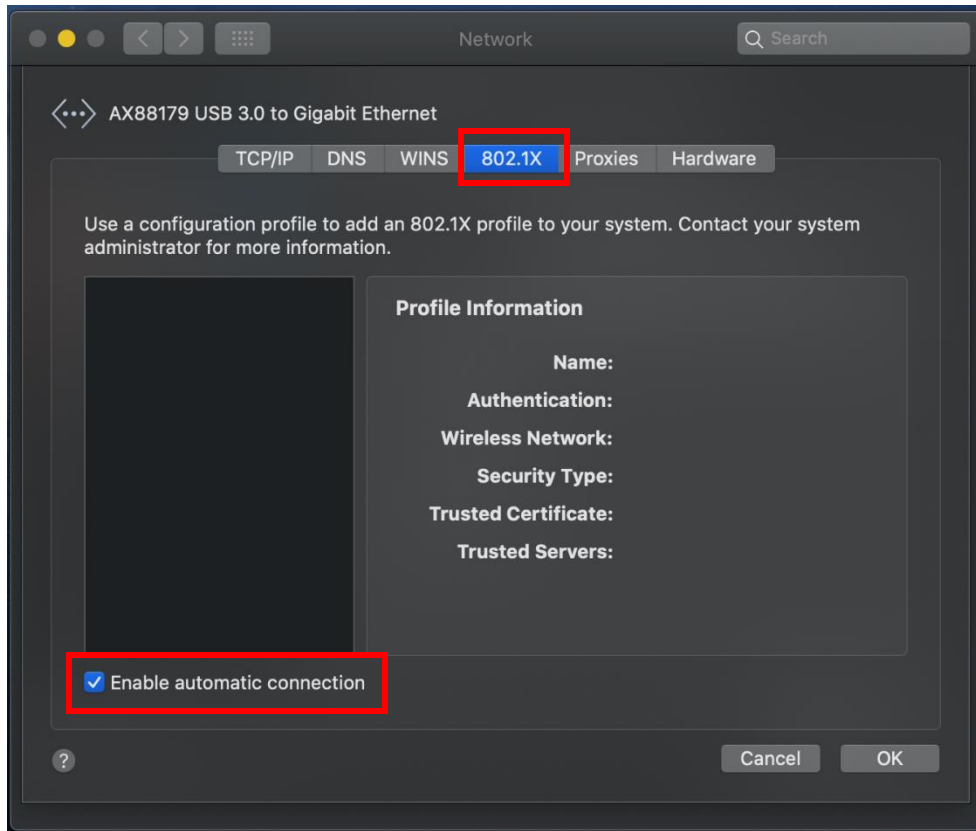 Network
Search
AX88179 USB 3.0 to Gigabit Ethernet
TCP/IP DNS WINS 802.1X Proxies Hardware
Use a configuration profile to add an 802.1X profile to your system. Contact your system
administrator for more information.
Profile Information
Name:
Authentication:
Wireless Network:
Security Type:
Trusted Certificate:
Trusted Servers:
Enable automatic connection
?
Cancel OK